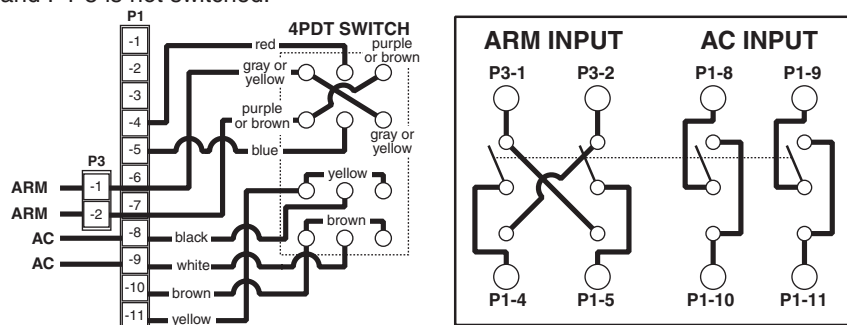 and P1-5 is not switched.
P1
4PDT SWITCH
-1
-2
-3
-4
-5
-6
-7
-8
-9
-10
-11
P3
-1
-2
ARM
ARM
AC
AC
red
purple
or brown
gray or
yellow
purple
or brown
gray or
yellow
blue
yellow
brown
black
white
brown
yellow
ARM INPUT
AC INPUT
P3-1
P3-2
P1-8
P1-9
P1-4
P1-5
P1-10
P1-11